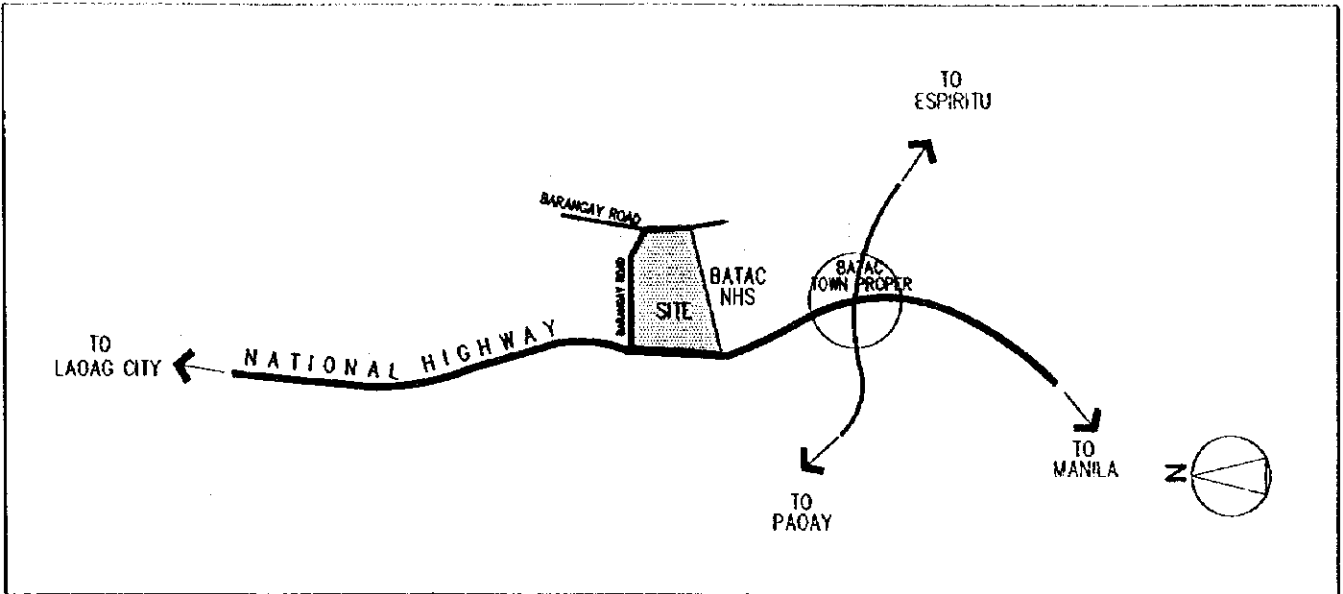 TO
ESPIRITU
BARANGAY ROAD
BARANGAY ROAD
BATAC
NHS
SITE
BATAC
TOWN PROPER
TO
LAOAG CITY
NATIONAL HIGHWAY
TO
MANILA
N
TO
PAOAY